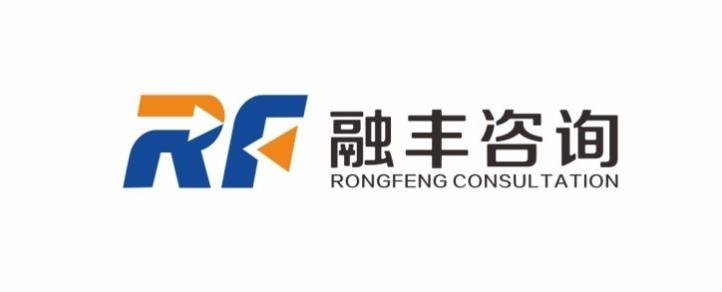 RF
融丰咨询
RONGFENG CONSULTATION